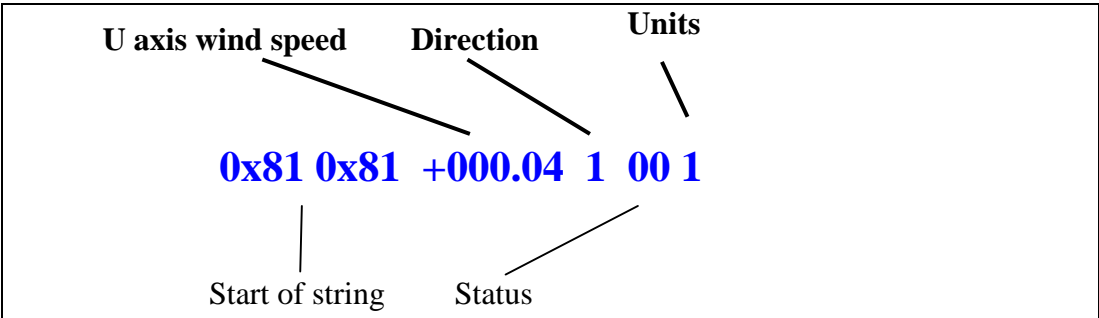 U axis wind speed Direction Units
0x81 0x81 +000.04 1 00 1
Start of string Status